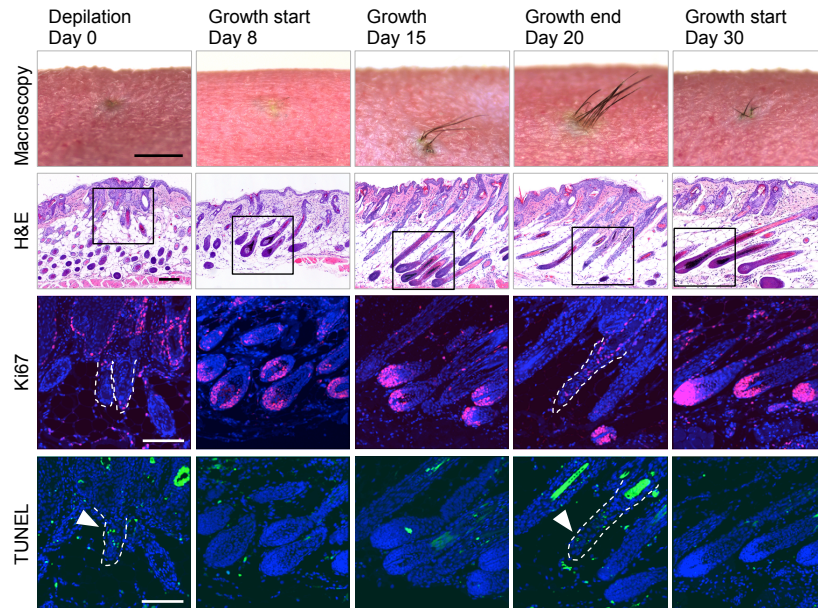 Depilation
Day 0
Growth start
Day 8
Growth
Day 15
Growth end
Day 20
Growth start
Day 30
Macroscopy
H&E
Ki67
TUNEL